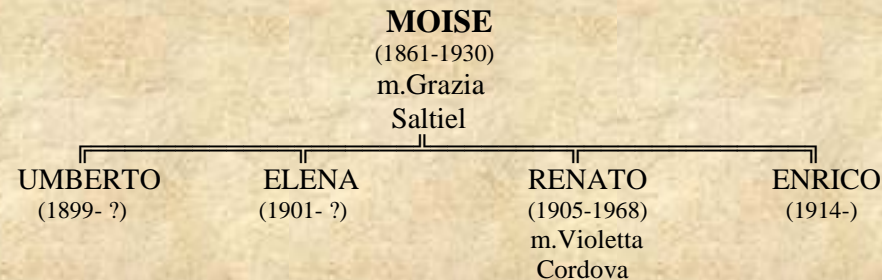 MOISE
(1861-1930)
m.Grazia
Saltiel
UMBERTO ELENA RENATO ENRICO
(1899- ?) (1901- ?) (1905-1968) (1914-)
m.Violetta
Cordova